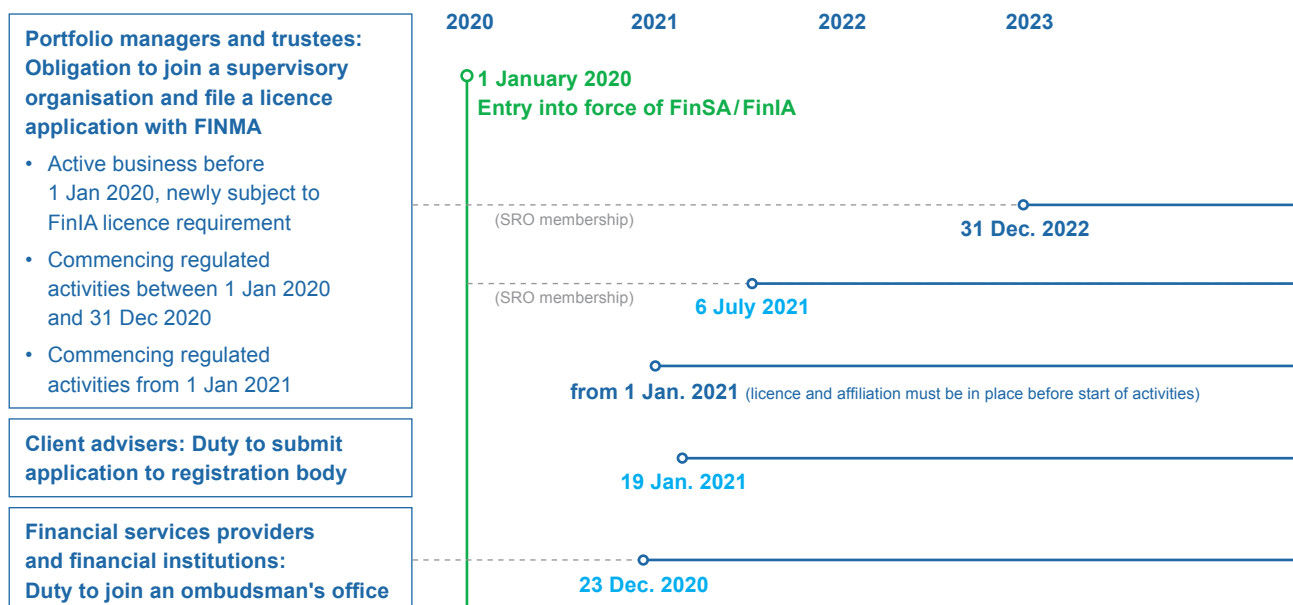 2020 2021 2022 2023
Portfolio managers and trustees:
Obligation to join a supervisory
organisation and file a licence
application with FINMA
• Active business before
1 Jan 2020, newly subject to
FinIA licence requirement
• Commencing regulated
activities between 1 Jan 2020
and 31 Dec 2020
• Commencing regulated
activities from 1 Jan 2021
1 January 2020
Entry into force of FinSA/FinIA
(SRO membership)
31 Dec. 2022
(SRO membership)
6 July 2021
from 1 Jan. 2021 (licence and affiliation must be in place before start of activities)
Client advisers: Duty to submit
application to registration body
19 Jan. 2021
Financial services providers
and financial institutions:
Duty to join an ombudsman's office
23 Dec. 2020